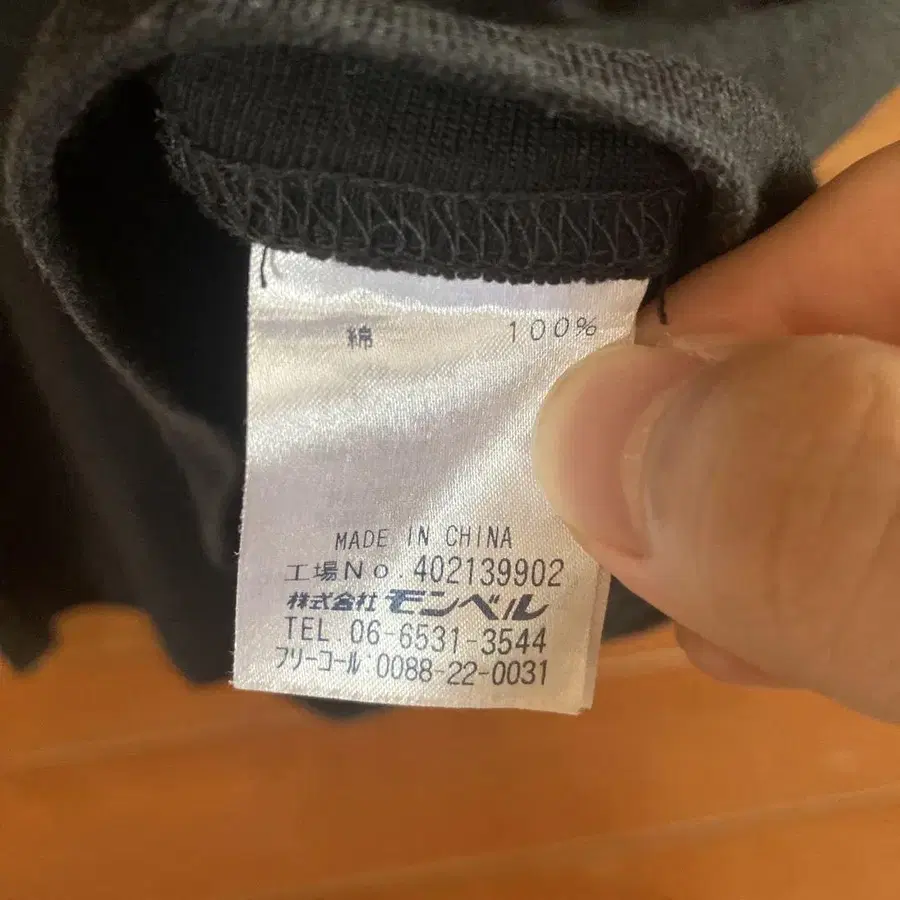 綿 100%
MADE IN CHINA
工場No.402139902
株式会社モンベル
TEL 06-6531-3544
フリーコール:0088-22-0031